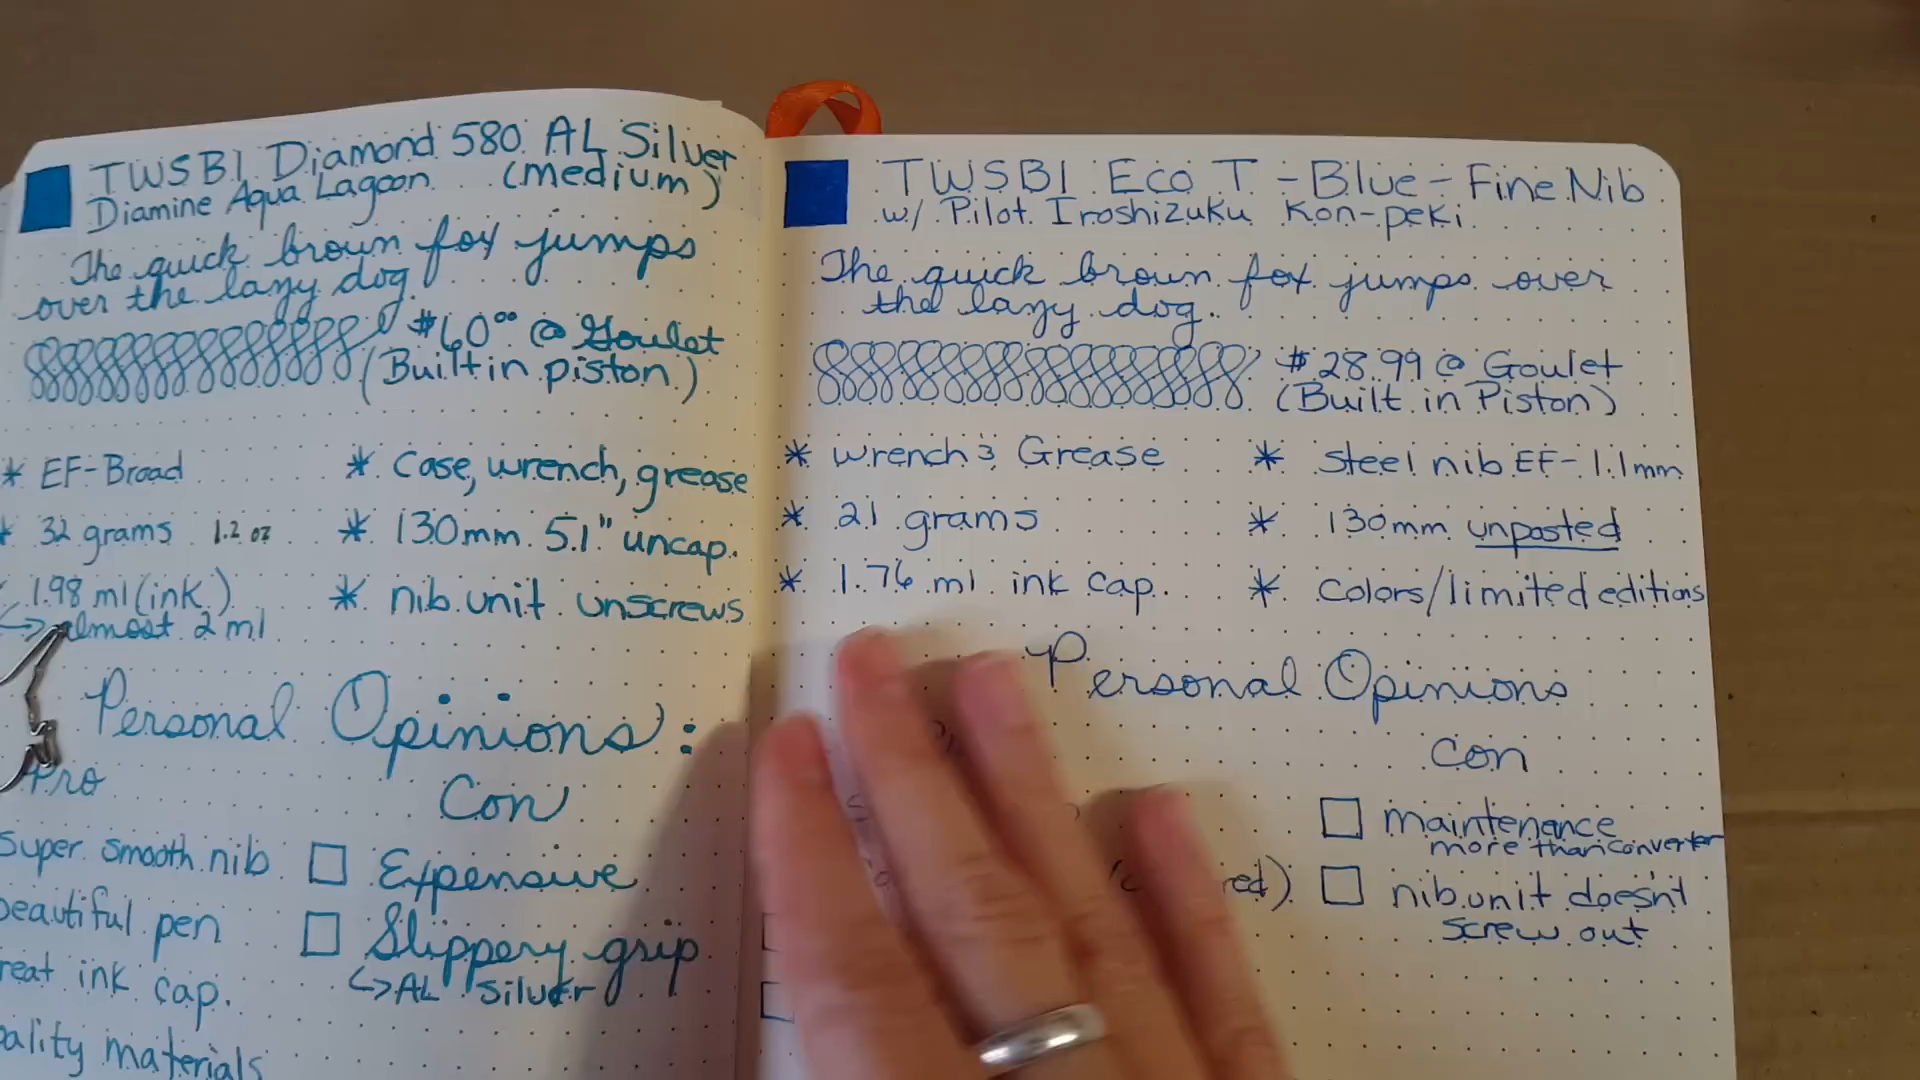 TWSBI Diamond 580 AL Silver
Diamine Aqua Lagoon (medium)
The quick brown fox jumps
over the lazy dog.
$60⁰⁰ @ Goulet
(Built in piston)
* EF-Broad
* Case, wrench, grease
* 32 grams 1.2 oz
* 130mm 5.1" uncap.
1.98 ml (ink)
* nib unit unscrews
↳ almost 2 ml
Personal Opinions:
Pro
Con
Super smooth nib
□ Expensive
beautiful pen
□ Slippery grip
↳ AL Silver
ink cap.
materials
TWSBI Eco T - Blue - Fine Nib
w/ Pilot Iroshizuku Kon-peki
The quick brown fox jumps over
the lazy dog.
$28.99 @ Goulet
(Built in Piston)
* wrench & Grease
* steel nib EF-1.1mm
* 21 grams
* 130mm unposted
* 1.76 ml ink cap.
* Colors/limited editions
Personal Opinions
Con
□ maintenance
more than converter
□ nib unit doesn't
screw out